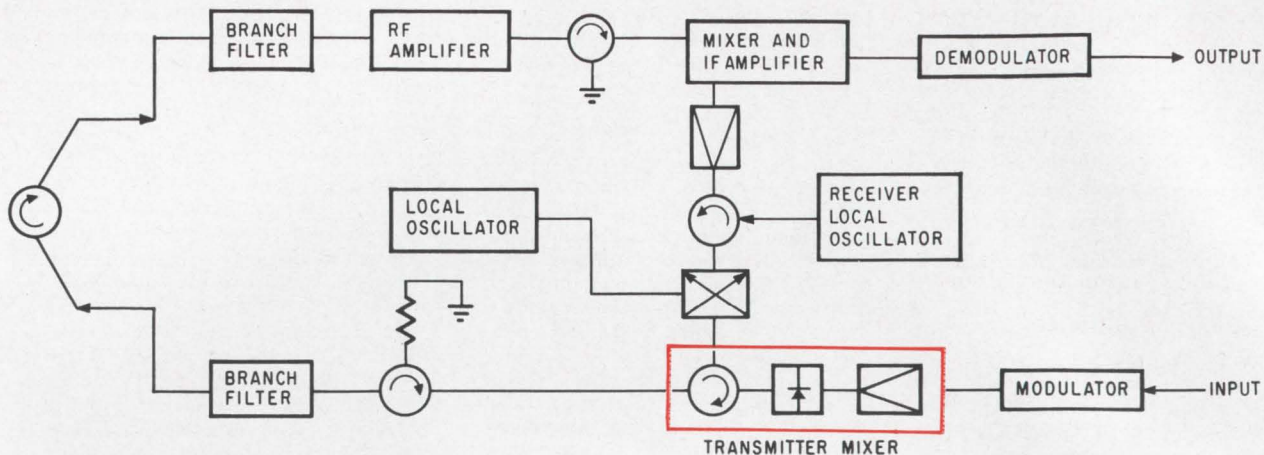 BRANCH
FILTER
RF
AMPLIFIER
MIXER AND
IF AMPLIFIER
DEMODULATOR
OUTPUT
LOCAL
OSCILLATOR
RECEIVER
LOCAL
OSCILLATOR
BRANCH
FILTER
MODULATOR
INPUT
TRANSMITTER MIXER